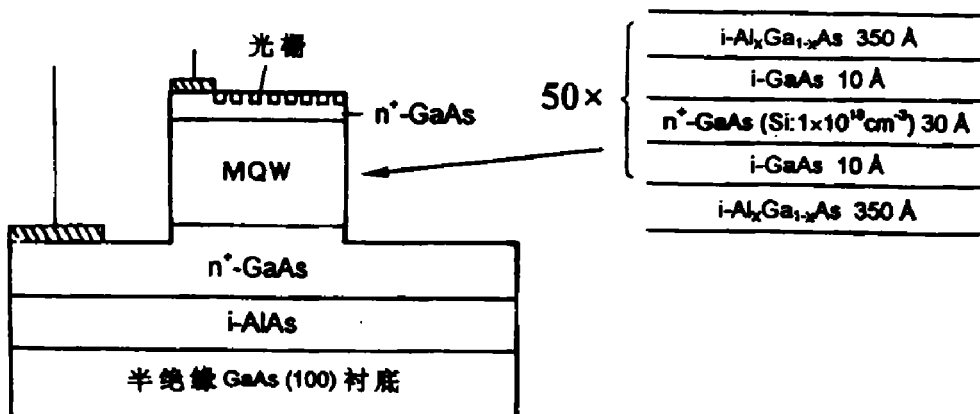 光栅
n⁺-GaAs
MQW
n⁺-GaAs
i-AlAs
半绝缘 GaAs (100) 衬底
50×
i-AlₓGa₁₋ₓAs 350 Å
i-GaAs 10 Å
n⁺-GaAs (Si:1×10¹⁸cm⁻³) 30 Å
i-GaAs 10 Å
i-AlₓGa₁₋ₓAs 350 Å